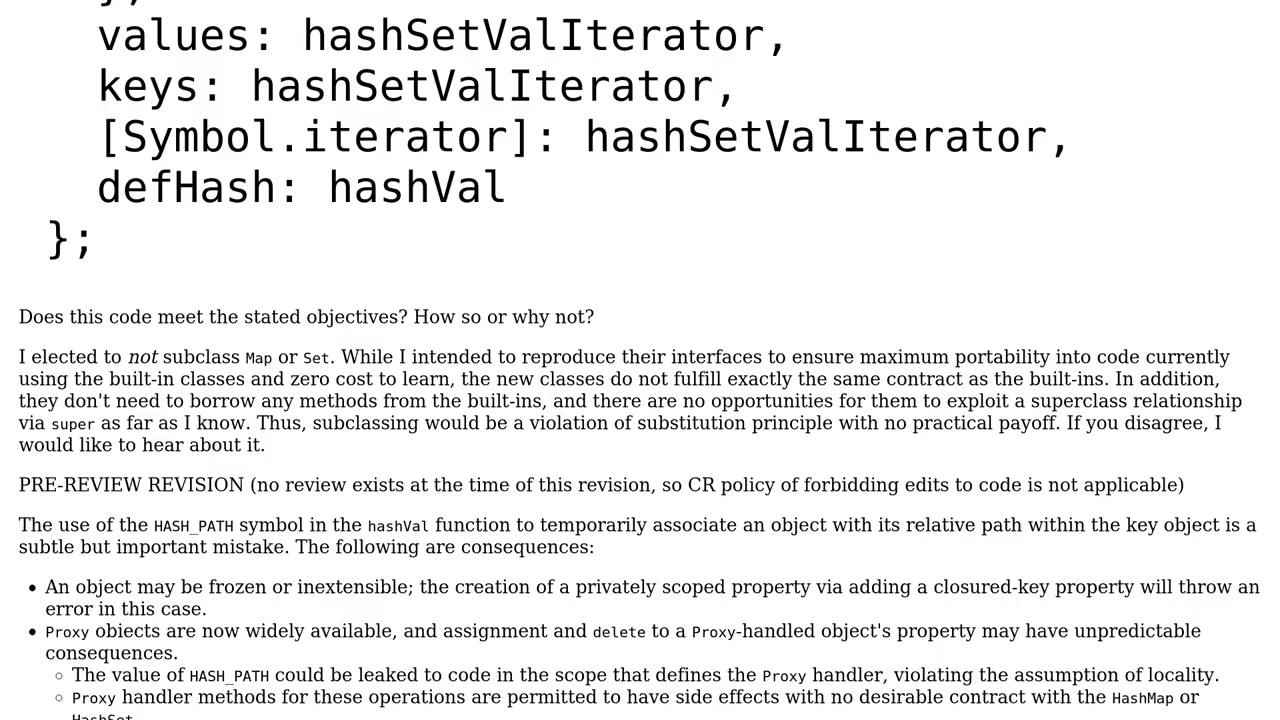 values: hashSetValIterator,
keys: hashSetValIterator,
[Symbol.iterator]: hashSetValIterator,
defHash: hashVal
};
Does this code meet the stated objectives? How so or why not?
I elected to not subclass Map or Set. While I intended to reproduce their interfaces to ensure maximum portability into code currently
using the built-in classes and zero cost to learn, the new classes do not fulfill exactly the same contract as the built-ins. In addition,
they don't need to borrow any methods from the built-ins, and there are no opportunities for them to exploit a superclass relationship
via super as far as I know. Thus, subclassing would be a violation of substitution principle with no practical payoff. If you disagree, I
would like to hear about it.
PRE-REVIEW REVISION (no review exists at the time of this revision, so CR policy of forbidding edits to code is not applicable)
The use of the HASH_PATH symbol in the hashVal function to temporarily associate an object with its relative path within the key object is a
subtle but important mistake. The following are consequences:
• An object may be frozen or inextensible; the creation of a privately scoped property via adding a closured-key property will throw an
error in this case.
• Proxy objects are now widely available, and assignment and delete to a Proxy-handled object's property may have unpredictable
consequences.
◦ The value of HASH_PATH could be leaked to code in the scope that defines the Proxy handler, violating the assumption of locality.
◦ Proxy handler methods for these operations are permitted to have side effects with no desirable contract with the HashMap or
HashSet